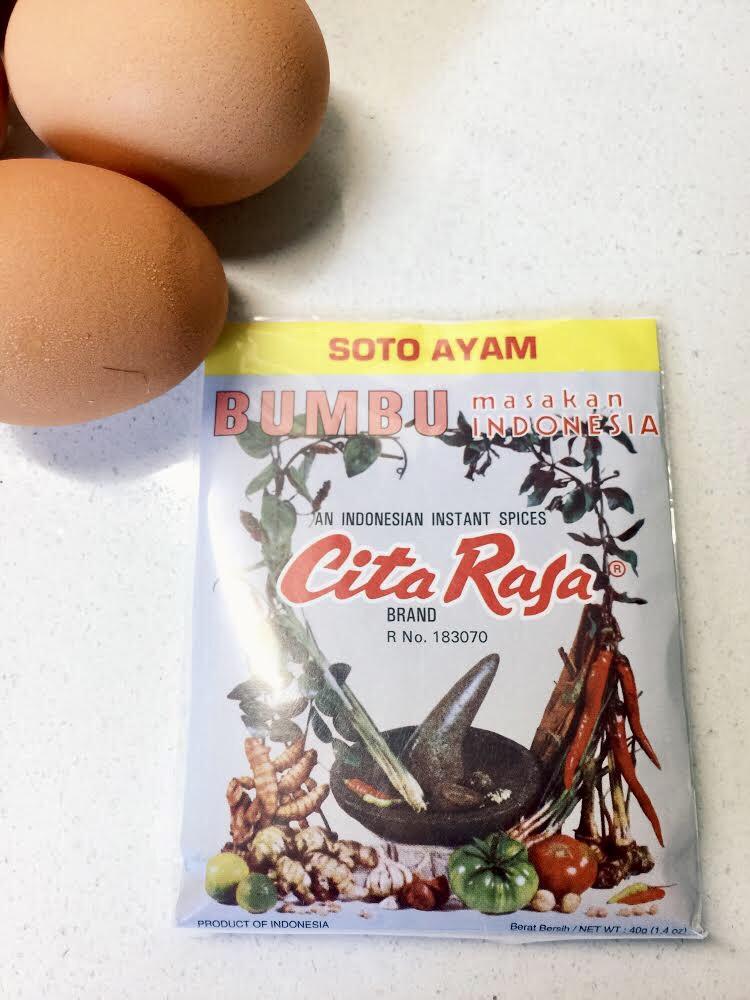 SOTO AYAM
BUMBU masakan INDONESIA
AN INDONESIAN INSTANT SPICES
Cita Rasa ®
BRAND
R No. 183070
PRODUCT OF INDONESIA
Berat Bersih / NET WT : 40g (1.4 oz)